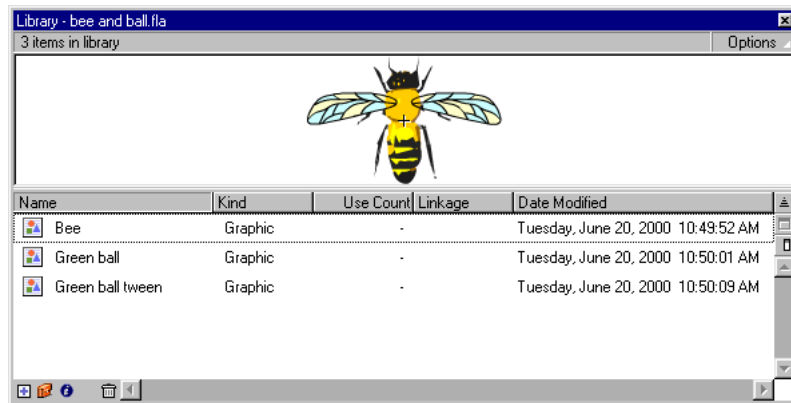 Library - bee and ball.fla
3 items in library Options
Name Kind Use Count Linkage Date Modified
Bee Graphic - Tuesday, June 20, 2000 10:49:52 AM
Green ball Graphic - Tuesday, June 20, 2000 10:50:01 AM
Green ball tween Graphic - Tuesday, June 20, 2000 10:50:09 AM